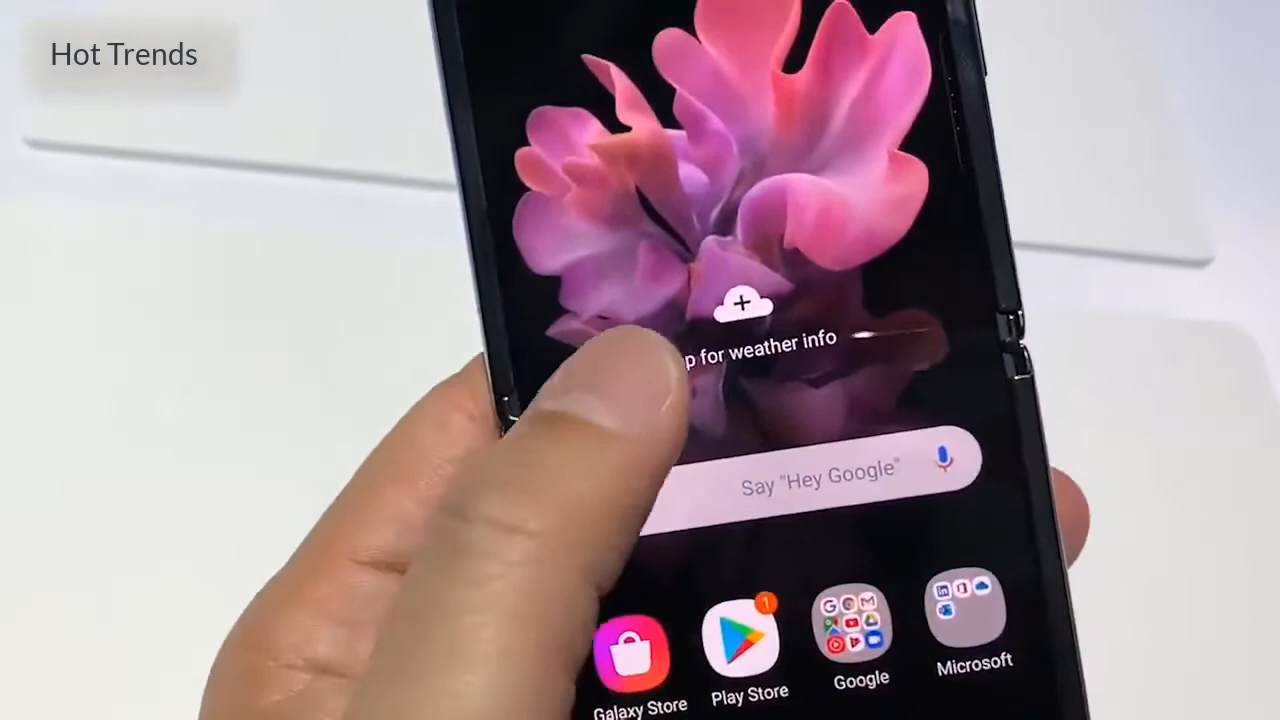 Hot Trends
p for weather info
Say "Hey Google"
1
Galaxy Store
Play Store
Google
Microsoft